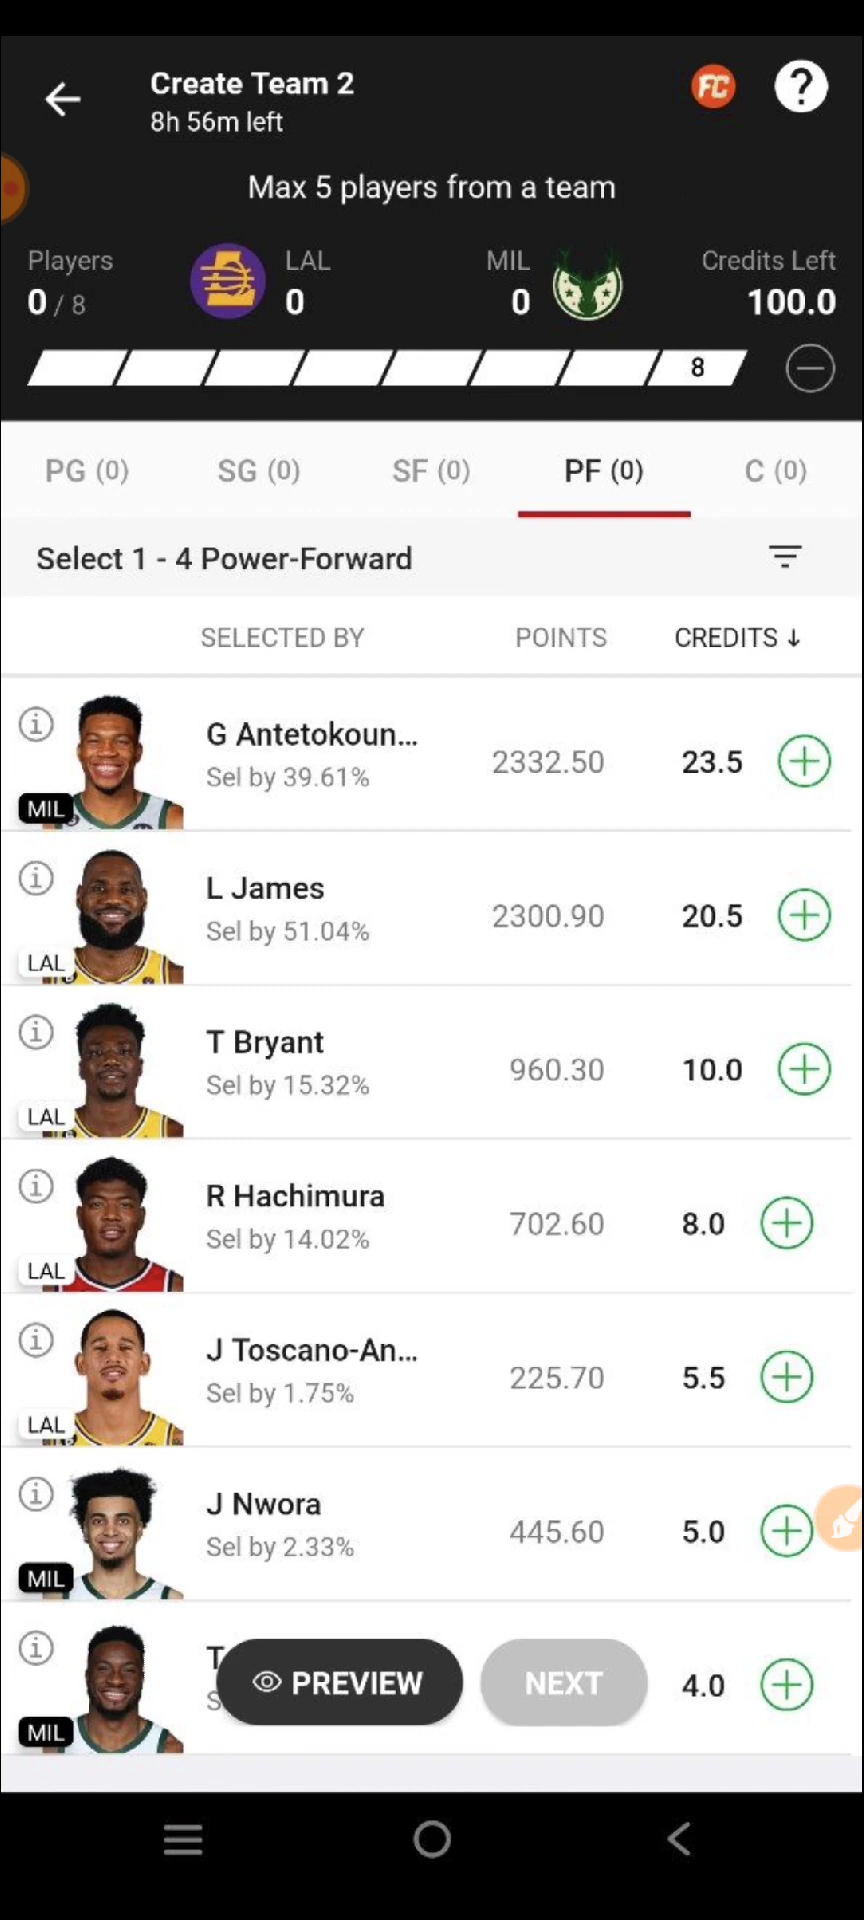 Create Team 2
8h 56m left
FC
?
Max 5 players from a team
Players
0 / 8
LAL
0
MIL
0
Credits Left
100.0
8
PG (0) SG (0) SF (0) PF (0) C (0)
Select 1 - 4 Power-Forward
SELECTED BY POINTS CREDITS ↓
G Antetokoun... 2332.50 23.5
Sel by 39.61%
MIL
L James 2300.90 20.5
Sel by 51.04%
LAL
T Bryant 960.30 10.0
Sel by 15.32%
LAL
R Hachimura 702.60 8.0
Sel by 14.02%
LAL
J Toscano-An... 225.70 5.5
Sel by 1.75%
LAL
J Nwora 445.60 5.0
Sel by 2.33%
MIL
T PREVIEW NEXT 4.0
MIL